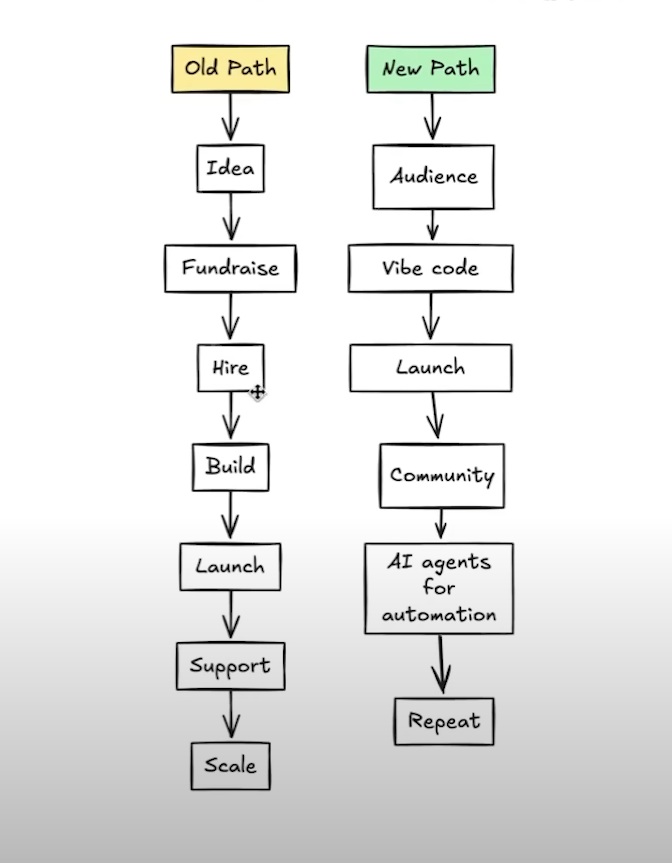 Old Path
Idea
Fundraise
Hire
Build
Launch
Support
Scale
New Path
Audience
Vibe code
Launch
Community
AI agents
for
automation
Repeat